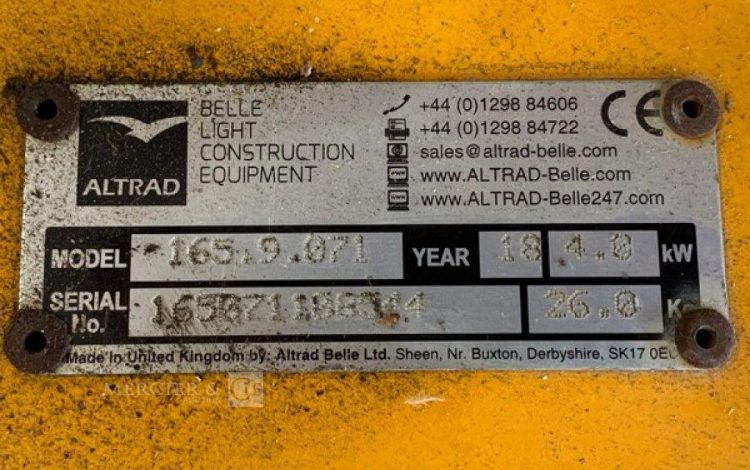 ALTRAD
BELLE
LIGHT
CONSTRUCTION
EQUIPMENT
+44 (0)1298 84606
+44 (0)1298 84722
sales@altrad-belle.com
www.ALTRAD-Belle.com
www.ALTRAD-Belle247.com
CE
MODEL 165.9.071 YEAR 18 4.0 kW
SERIAL No. 26.0
Made in United Kingdom by: Altrad Belle Ltd. Sheen, Nr. Buxton, Derbyshire, SK17 0EU
MERCIER &